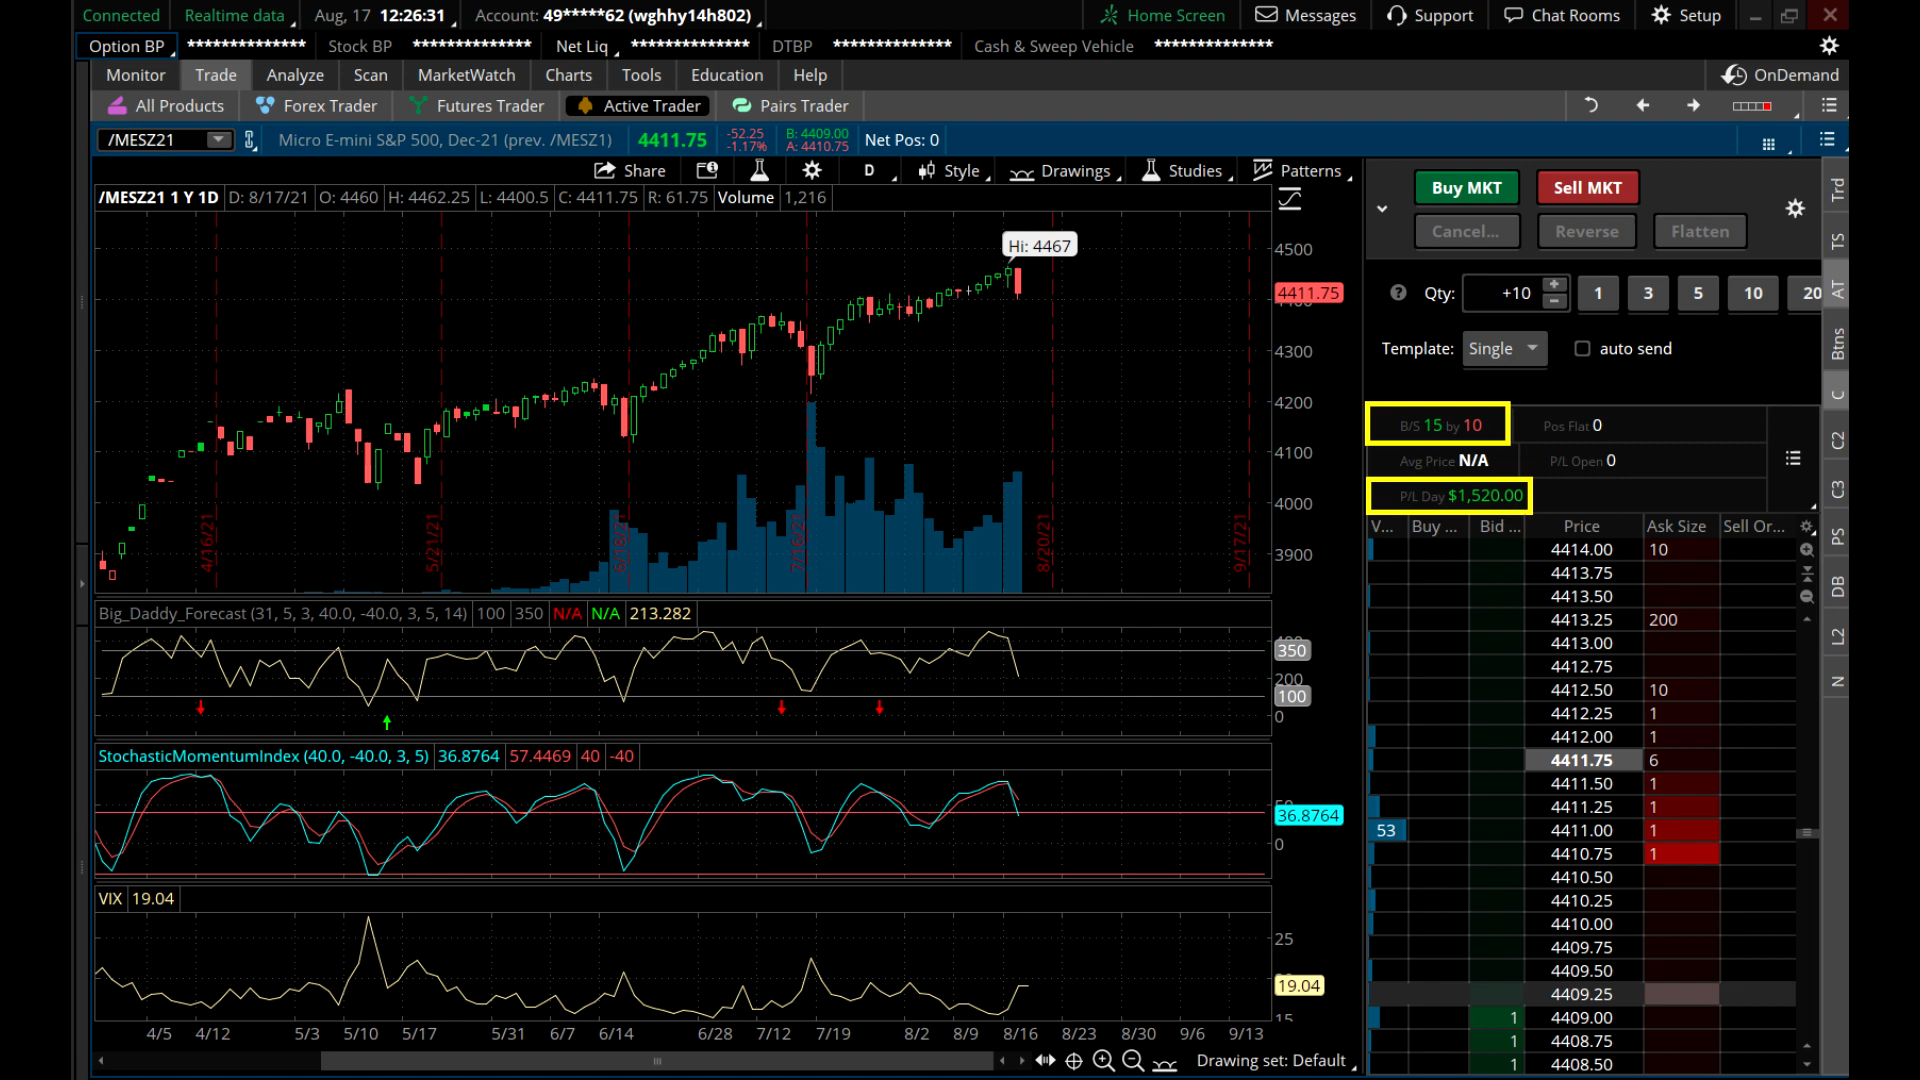 Connected Realtime data Aug, 17 12:26:31 Account: 49*****62 (wghhy14h802) Home Screen Messages Support Chat Rooms Setup
Option BP ************** Stock BP ************** Net Liq ************** DTBP ************** Cash & Sweep Vehicle **************
Monitor Trade Analyze Scan MarketWatch Charts Tools Education Help OnDemand
All Products Forex Trader Futures Trader Active Trader Pairs Trader
/MESZ21 Micro E-mini S&P 500, Dec-21 (prev. /MESZ1) 4411.75 -52.25 -1.17% B: 4409.00 A: 4410.75 Net Pos: 0
Share D Style Drawings Studies Patterns
/MESZ21 1 Y 1D D: 8/17/21 O: 4460 H: 4462.25 L: 4400.5 C: 4411.75 R: 61.75 Volume 1,216
Hi: 4467
4500
4411.75
4300
4200
4100
4000
3900
4/16/21 5/21/21 6/18/21 7/16/21 8/20/21 9/17/21
Big_Daddy_Forecast (31, 5, 3, 40.0, -40.0, 3, 5, 14) 100 350 N/A N/A 213.282
350
200
100
0
StochasticMomentumIndex (40.0, -40.0, 3, 5) 36.8764 57.4469 40 -40
36.8764
0
VIX 19.04
25
19.04
15
4/5 4/12 5/3 5/10 5/17 5/31 6/7 6/14 6/28 7/12 7/19 8/2 8/9 8/16 8/23 8/30 9/6 9/13
Drawing set: Default
Buy MKT Sell MKT
Cancel... Reverse Flatten
Qty: +10 1 3 5 10 20
Template: Single auto send
B/S 15 by 10 Pos Flat 0
Avg Price N/A P/L Open 0
P/L Day $1,520.00
V... Buy ... Bid ... Price Ask Size Sell Or...
4414.00 10
4413.75
4413.50
4413.25 200
4413.00
4412.75
4412.50 10
4412.25 1
4412.00 1
4411.75 6
4411.50 1
4411.25 1
53 4411.00 1
4410.75 1
4410.50
4410.25
4410.00
4409.75
4409.50
4409.25
1 4409.00
1 4408.75
1 4408.50
Trd
TS
AT
Btns
C
C2
C3
PS
DB
L2
N